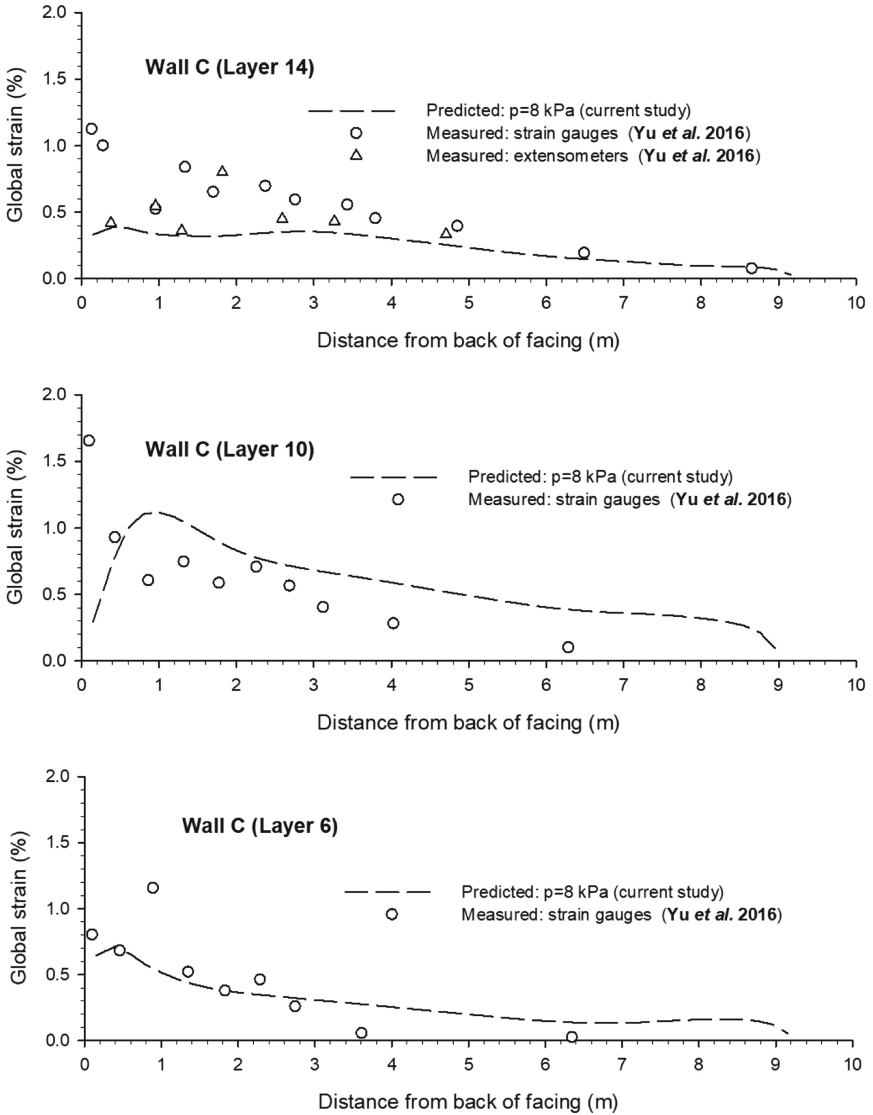 Wall C (Layer 14)
Global strain (%)
2.0
1.5
1.0
0.5
0.0
Predicted: p=8 kPa (current study)
Measured: strain gauges (Yu et al. 2016)
Measured: extensometers (Yu et al. 2016)
0 1 2 3 4 5 6 7 8 9 10
Distance from back of facing (m)
Wall C (Layer 10)
Global strain (%)
2.0
1.5
1.0
0.5
0.0
Predicted: p=8 kPa (current study)
Measured: strain gauges (Yu et al. 2016)
0 1 2 3 4 5 6 7 8 9 10
Distance from back of facing (m)
Wall C (Layer 6)
Global strain (%)
2.0
1.5
1.0
0.5
0.0
Predicted: p=8 kPa (current study)
Measured: strain gauges (Yu et al. 2016)
0 1 2 3 4 5 6 7 8 9 10
Distance from back of facing (m)